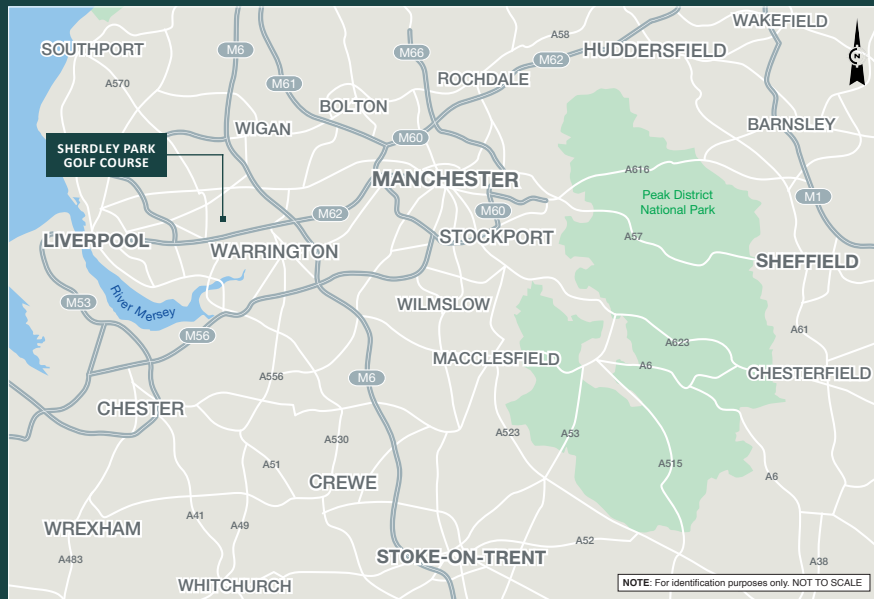 WAKEFIELD
SOUTHPORT
M6
A58
HUDDERSFIELD
M66
M62
N
A570
M61
ROCHDALE
BOLTON
WIGAN
M60
BARNSLEY
SHERDLEY PARK
GOLF COURSE
A616
MANCHESTER
Peak District
National Park
M1
M62
M60
LIVERPOOL
WARRINGTON
STOCKPORT
A57
SHEFFIELD
M53
River Mersey
WILMSLOW
M56
A61
A623
MACCLESFIELD
A6
CHESTERFIELD
A556
M6
CHESTER
A530
A523
A53
A51
A515
CREWE
A6
A41
A49
WREXHAM
A52
A483
STOKE-ON-TRENT
A38
WHITCHURCH
NOTE: For identification purposes only. NOT TO SCALE